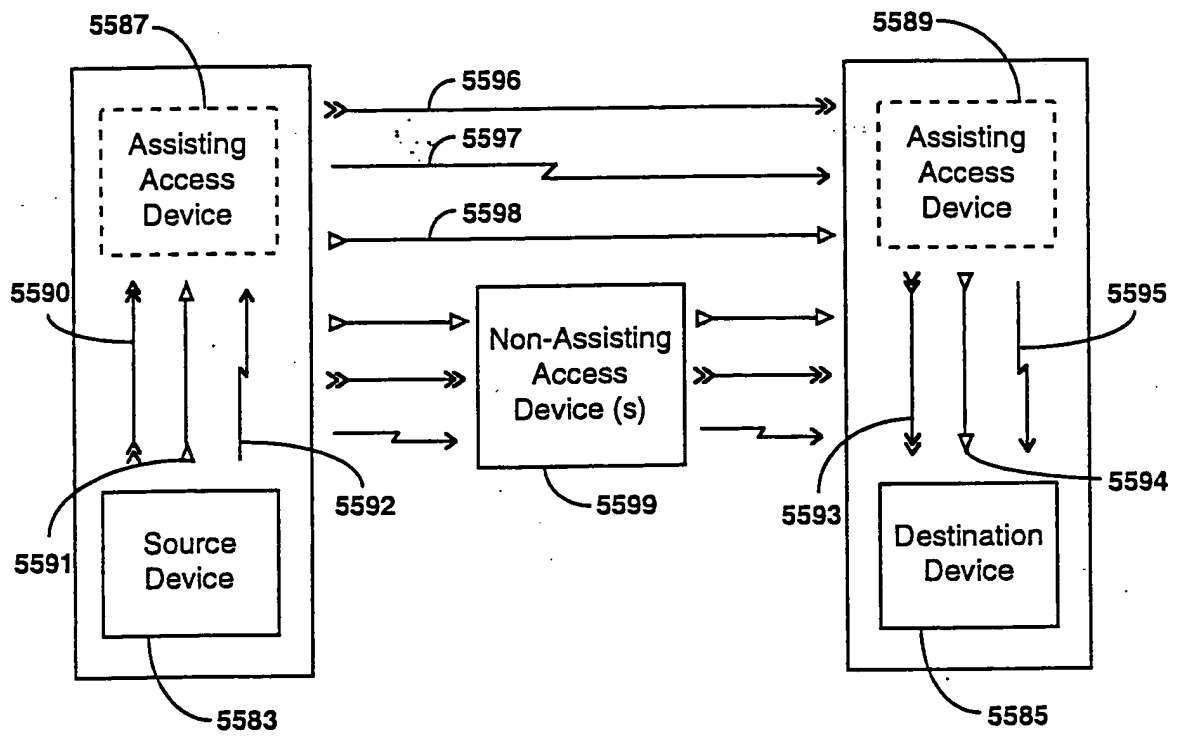 5587
5589
5596
Assisting
Access
Device
5597
Assisting
Access
Device
5598
5590
5595
Non-Assisting
Access
Device (s)
5592
5599
5593
5594
5591
Source
Device
Destination
Device
5583
5585